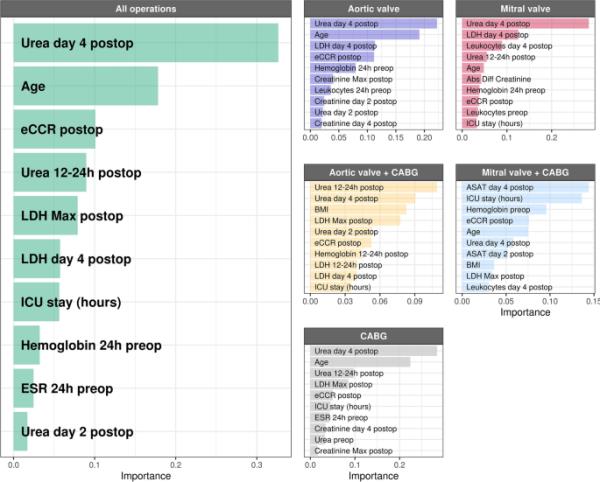 All operations
Urea day 4 postop
Age
eCCR postop
Urea 12-24h postop
LDH Max postop
LDH day 4 postop
ICU stay (hours)
Hemoglobin 24h preop
ESR 24h preop
Urea day 2 postop
0.0 0.1 0.2 0.3
Importance
Aortic valve
Urea day 4 postop
Age
LDH day 4 postop
eCCR postop
Hemoglobin 24h preop
Creatinine Max postop
Leukocytes 24h preop
Creatinine day 2 postop
Urea day 2 postop
Creatinine day 4 postop
0.00 0.05 0.10 0.15 0.20
Mitral valve
Urea day 4 postop
LDH day 4 postop
Leukocytes day 4 postop
Urea 12-24h postop
Age
Abs Diff Creatinine
Hemoglobin 24h preop
eCCR postop
Leukocytes preop
ICU stay (hours)
0.0 0.1 0.2
Aortic valve + CABG
Urea 12-24h postop
Urea day 4 postop
BMI
LDH Max postop
Urea day 2 postop
eCCR postop
Hemoglobin 12-24h postop
LDH 12-24h postop
LDH day 4 postop
ICU stay (hours)
0.00 0.03 0.06 0.09
Mitral valve + CABG
ASAT day 4 postop
ICU stay (hours)
Hemoglobin preop
eCCR postop
Age
Urea day 4 postop
ASAT day 2 postop
BMI
LDH Max postop
Leukocytes day 4 postop
0.00 0.05 0.10 0.15
Importance
CABG
Urea day 4 postop
Age
Urea 12-24h postop
LDH Max postop
eCCR postop
ICU stay (hours)
ESR 24h preop
Creatinine day 4 postop
Urea preop
Creatinine Max postop
0.0 0.1 0.2
Importance